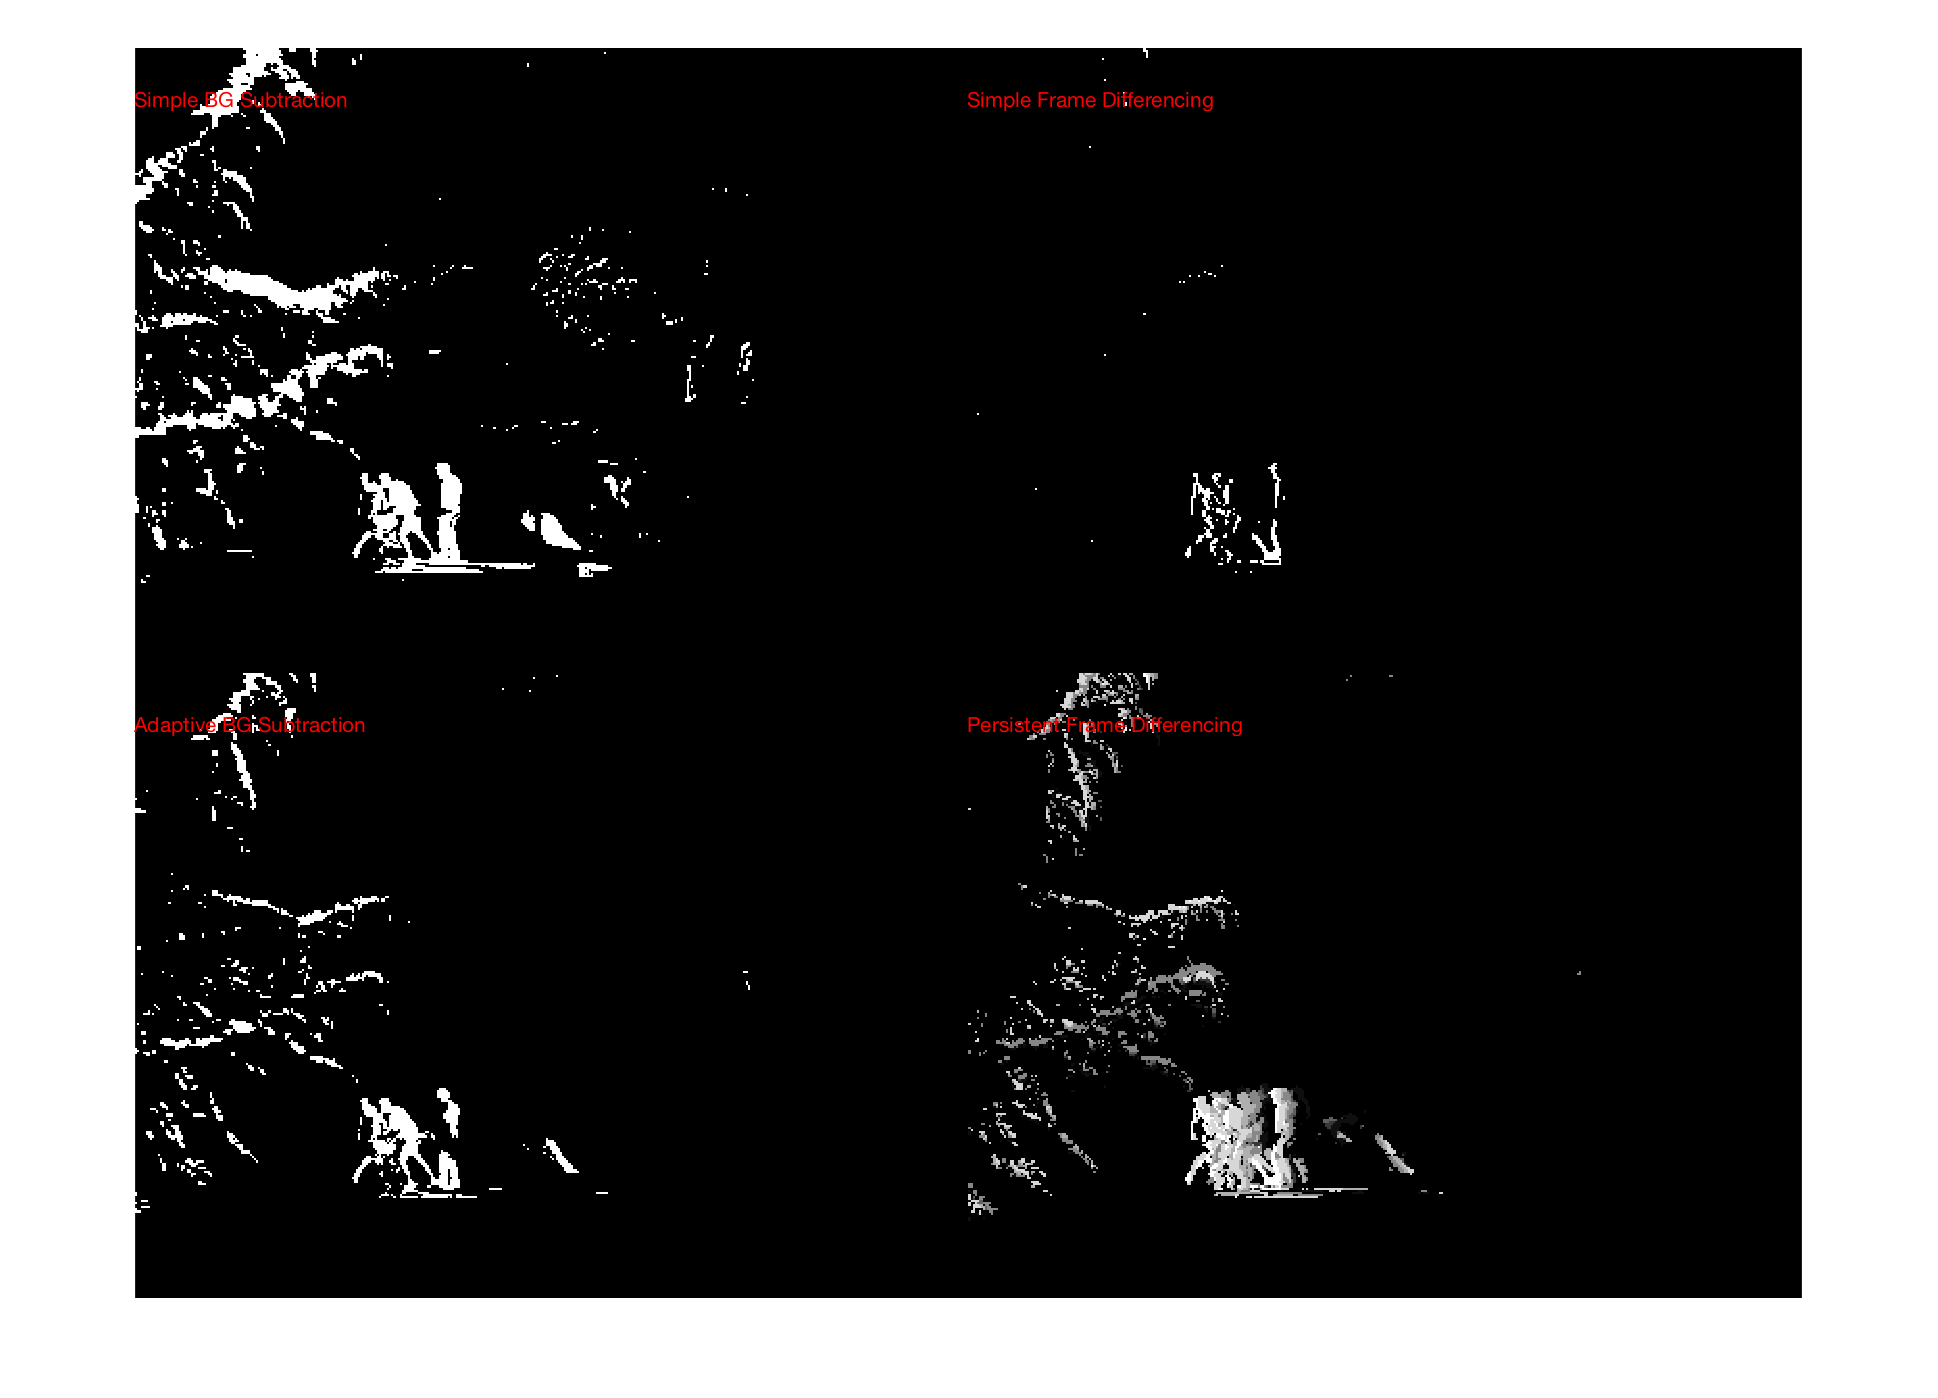 Simple BG Subtraction
Simple Frame Differencing
Adaptive BG Subtraction
Persistent Frame Differencing